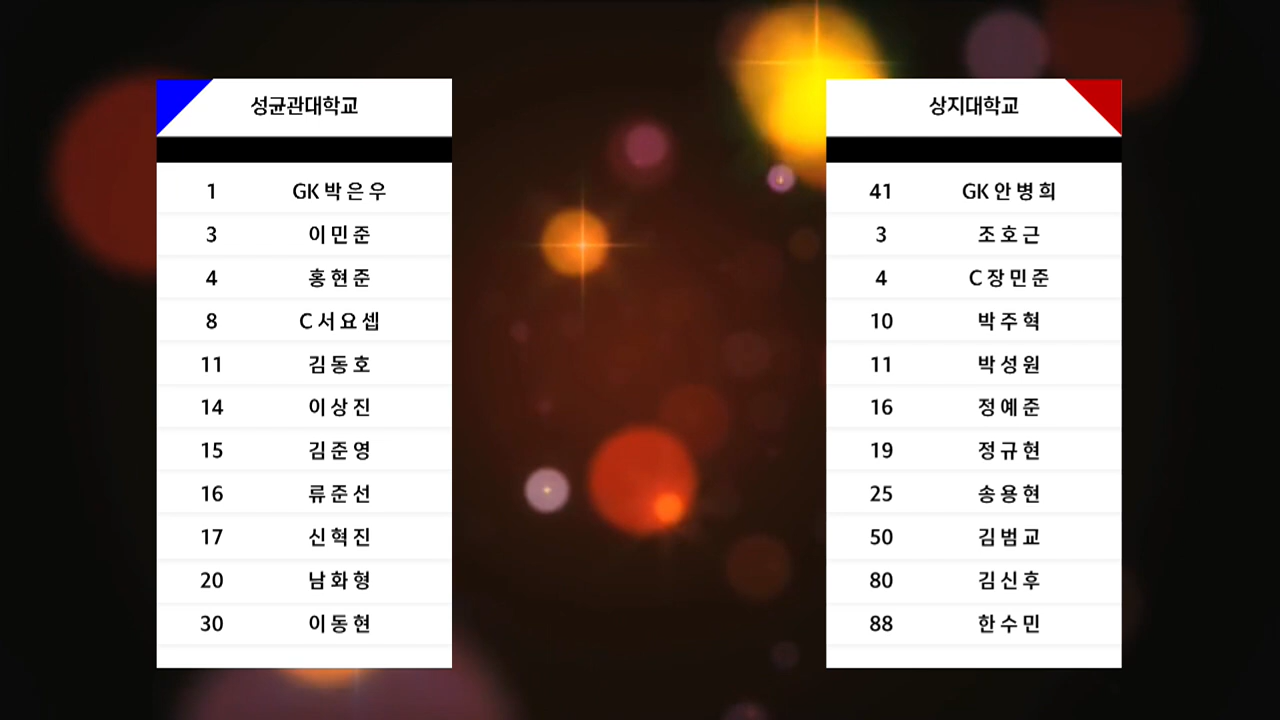 성균관대학교
1 GK 박은우
3 이민준
4 홍현준
8 C 서요셉
11 김동호
14 이상진
15 김준영
16 류준선
17 신혁진
20 남화형
30 이동현
상지대학교
41 GK 안병희
3 조호근
4 C 장민준
10 박주혁
11 박성원
16 정예준
19 정규현
25 송용현
50 김범교
80 김신후
88 한수민